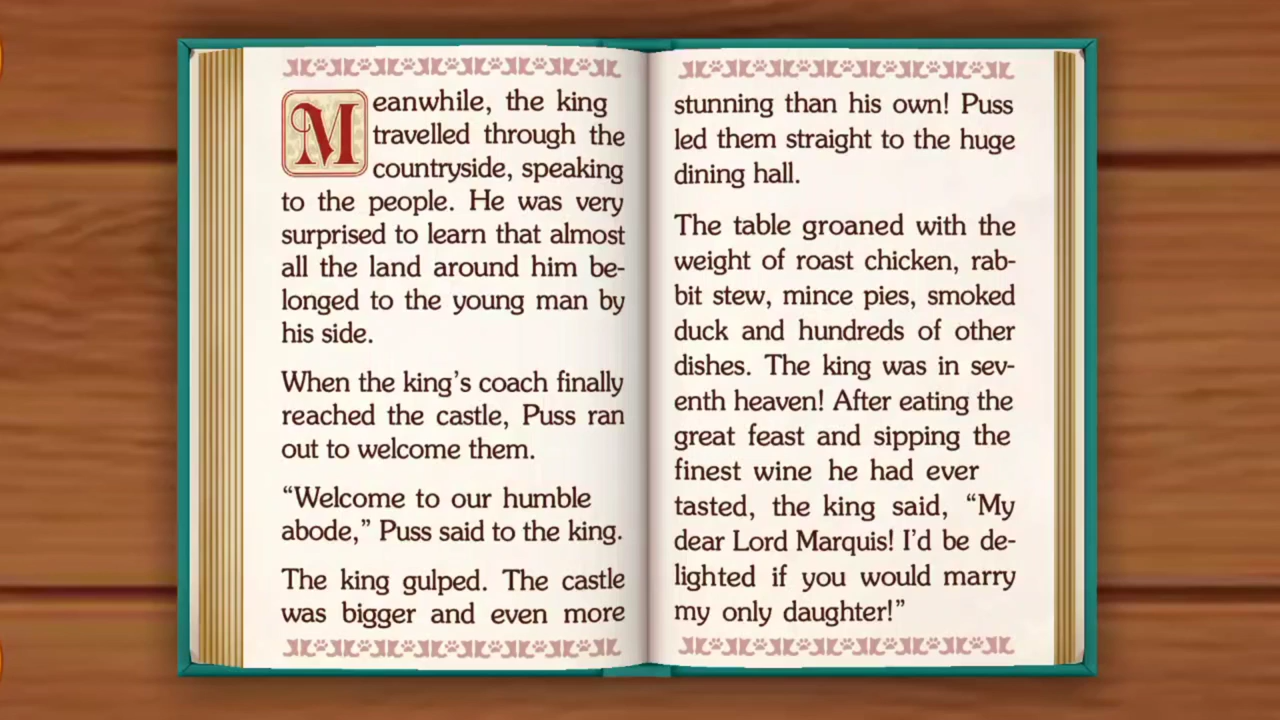 Meanwhile, the king
travelled through the
countryside, speaking
to the people. He was very
surprised to learn that almost
all the land around him be-
longed to the young man by
his side.
When the king’s coach finally
reached the castle, Puss ran
out to welcome them.
“Welcome to our humble
abode,” Puss said to the king.
The king gulped. The castle
was bigger and even more
stunning than his own! Puss
led them straight to the huge
dining hall.
The table groaned with the
weight of roast chicken, rab-
bit stew, mince pies, smoked
duck and hundreds of other
dishes. The king was in sev-
enth heaven! After eating the
great feast and sipping the
finest wine he had ever
tasted, the king said, “My
dear Lord Marquis! I’d be de-
lighted if you would marry
my only daughter!”